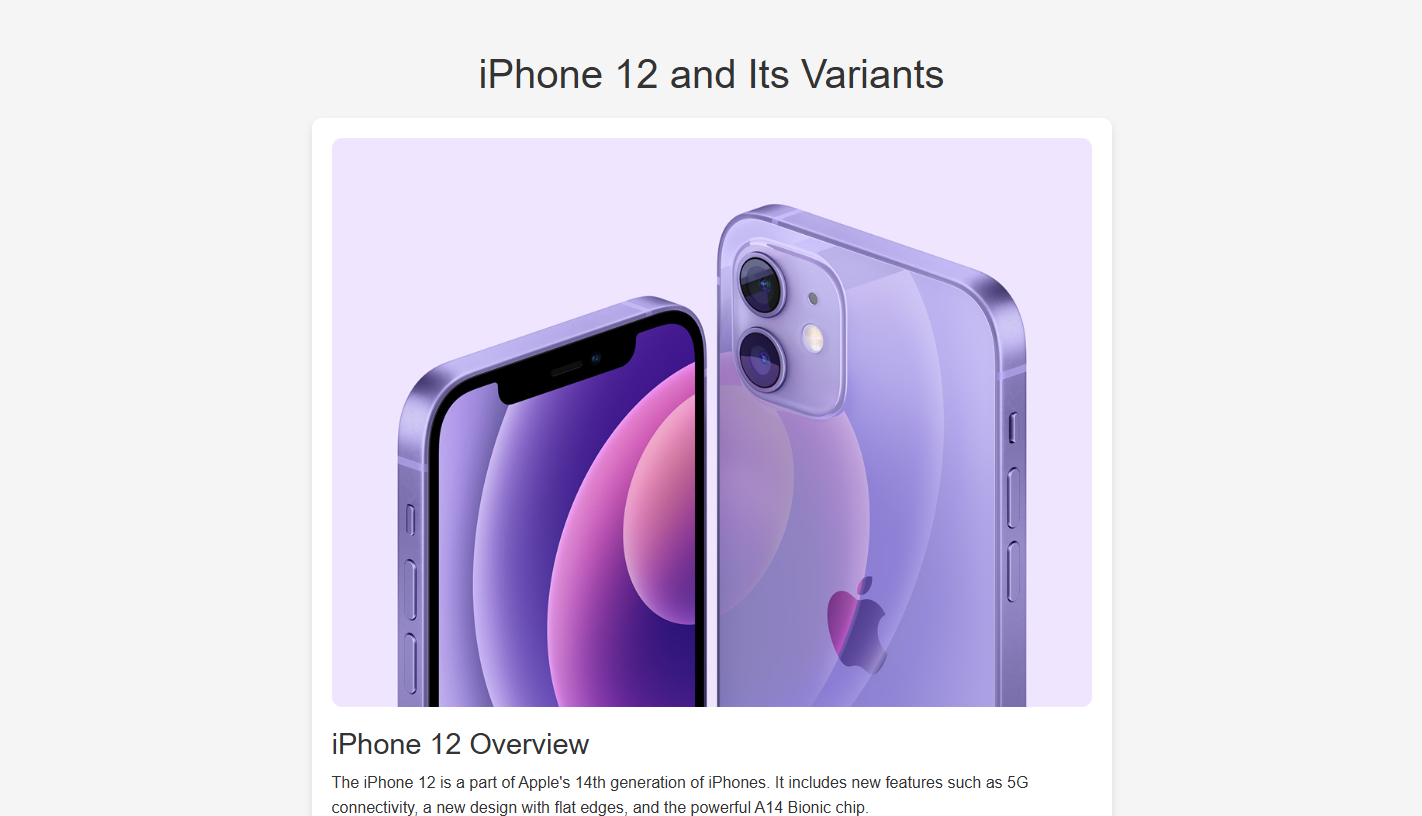 iPhone 12 and Its Variants
iPhone 12 Overview
The iPhone 12 is a part of Apple's 14th generation of iPhones. It includes new features such as 5G
connectivity, a new design with flat edges, and the powerful A14 Bionic chip.